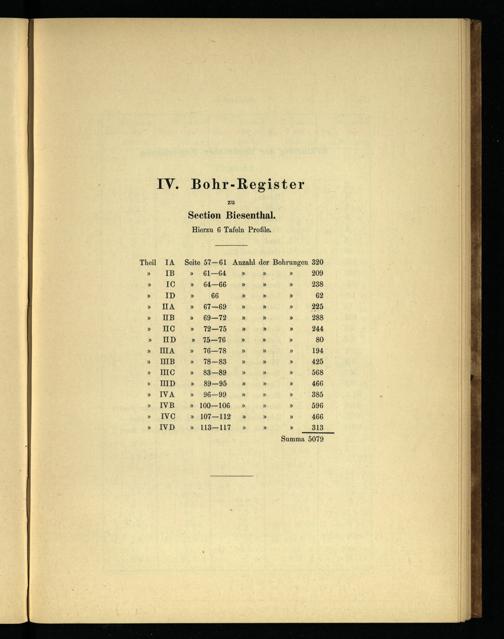 IV. Bohr-Register
zu
Section Biesenthal.
Hierzu 6 Tafeln Profile.
Theil IA Seite 57—61 Anzahl der Bohrungen 320
» IB » 61—64 » » » 209
» IC » 64—66 » » » 238
» ID » 66 » » » 62
» IIA » 67—69 » » » 225
» IIB » 69—72 » » » 288
» IIC » 72—75 » » » 244
» IID » 75—76 » » » 80
» IIIA » 76—78 » » » 194
» IIIB » 78—83 » » » 425
» IIIC » 83—89 » » » 568
» IIID » 89—95 » » » 466
» IVA » 96—99 » » » 385
» IVB » 100—106 » » » 596
» IVC » 107—112 » » » 466
» IVD » 113—117 » » » 313
Summa 5079